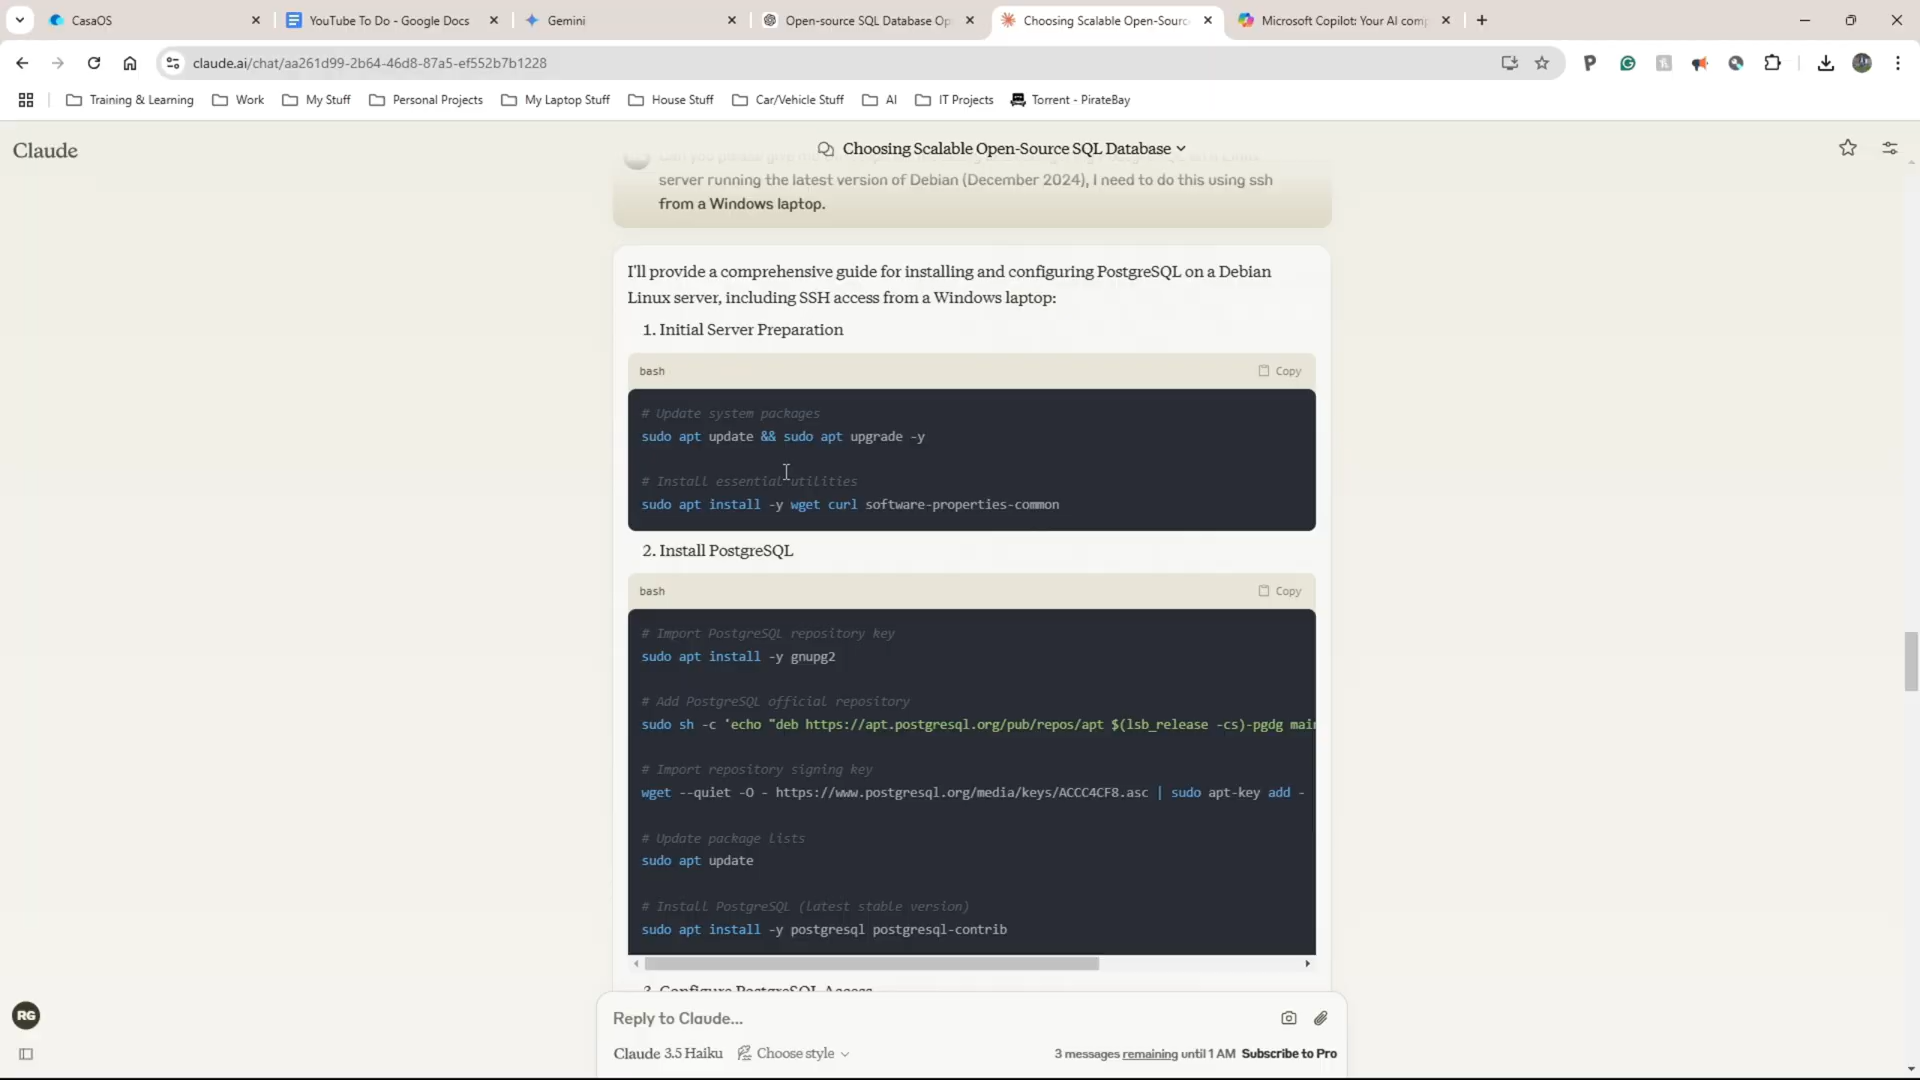 CasaOS
YouTube To Do - Google Docs
Gemini
Open-source SQL Database Op
Choosing Scalable Open-Sourc
Microsoft Copilot: Your AI com
claude.ai/chat/aa261d99-2b64-46d8-87a5-ef552b7b1228
Training & Learning
Work
My Stuff
Personal Projects
My Laptop Stuff
House Stuff
Car/Vehicle Stuff
AI
IT Projects
Torrent - PirateBay
Claude
Choosing Scalable Open-Source SQL Database
server running the latest version of Debian (December 2024), I need to do this using ssh
from a Windows laptop.
I'll provide a comprehensive guide for installing and configuring PostgreSQL on a Debian
Linux server, including SSH access from a Windows laptop:
1. Initial Server Preparation
bash
Copy
# Update system packages
sudo apt update && sudo apt upgrade -y
# Install essential utilities
sudo apt install -y wget curl software-properties-common
2. Install PostgreSQL
bash
Copy
# Import PostgreSQL repository key
sudo apt install -y gnupg2
# Add PostgreSQL official repository
sudo sh -c 'echo "deb https://apt.postgresql.org/pub/repos/apt $(lsb_release -cs)-pgdg main
# Import repository signing key
wget --quiet -O - https://www.postgresql.org/media/keys/ACCC4CF8.asc | sudo apt-key add -
# Update package lists
sudo apt update
# Install PostgreSQL (latest stable version)
sudo apt install -y postgresql postgresql-contrib
3. Configure PostgreSQL Access
Reply to Claude...
Claude 3.5 Haiku
Choose style
3 messages remaining until 1 AM Subscribe to Pro
RG